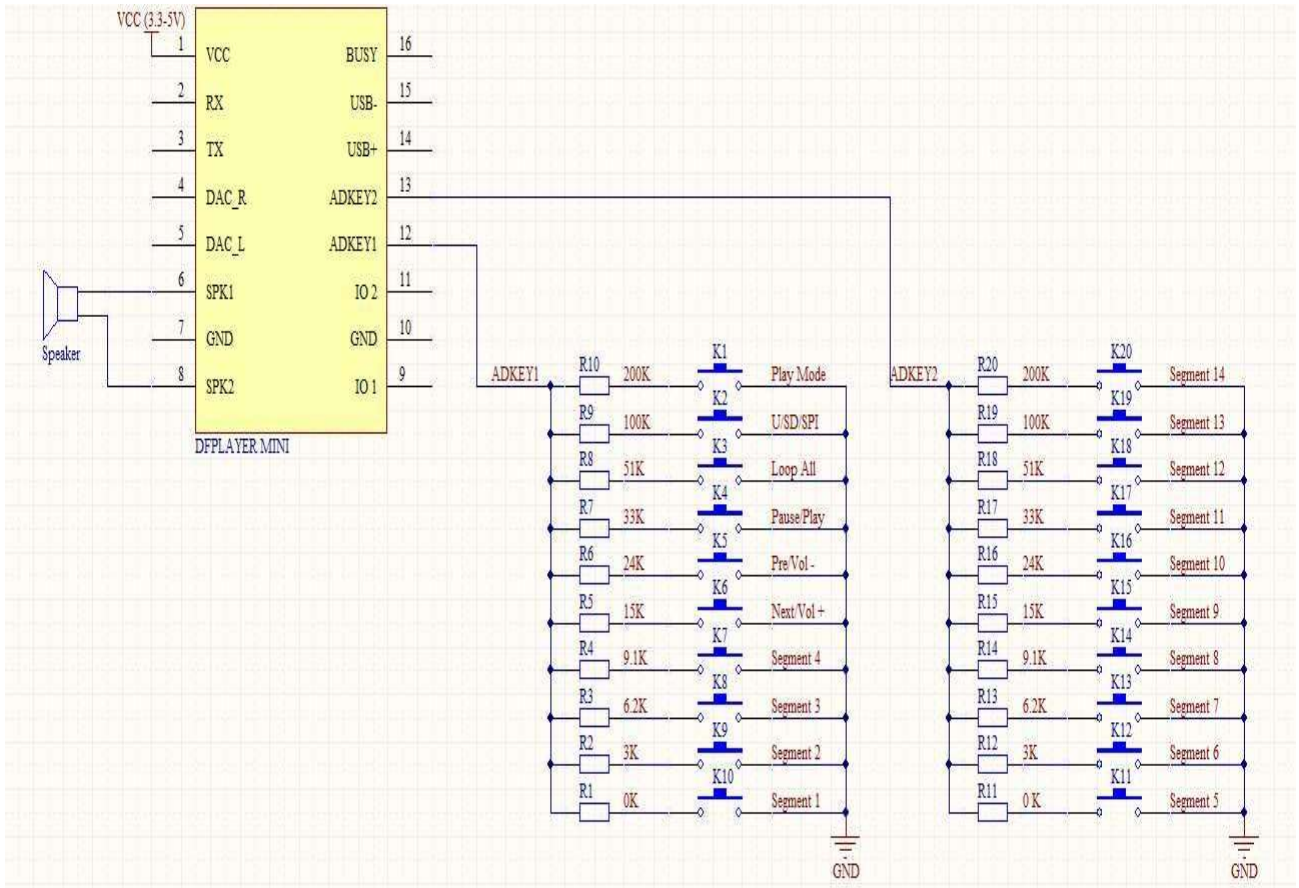 VCC (3.3-5V)
1 VCC BUSY 16
2 RX USB- 15
3 TX USB+ 14
4 DAC_R ADKEY2 13
5 DAC_L ADKEY1 12
6 SPK1 IO 2 11
7 GND GND 10
8 SPK2 IO 1 9
Speaker
DFPLAYER MINI
ADKEY1 R10 200K K1 Play Mode
R9 100K K2 U/SD/SPI
R8 51K K3 Loop All
R7 33K K4 Pause/Play
R6 24K K5 Pre/Vol -
R5 15K K6 Next/Vol +
R4 9.1K K7 Segment 4
R3 6.2K K8 Segment 3
R2 3K K9 Segment 2
R1 0K K10 Segment 1
GND
ADKEY2 R20 200K K20 Segment 14
R19 100K K19 Segment 13
R18 51K K18 Segment 12
R17 33K K17 Segment 11
R16 24K K16 Segment 10
R15 15K K15 Segment 9
R14 9.1K K14 Segment 8
R13 6.2K K13 Segment 7
R12 3K K12 Segment 6
R11 0 K K11 Segment 5
GND